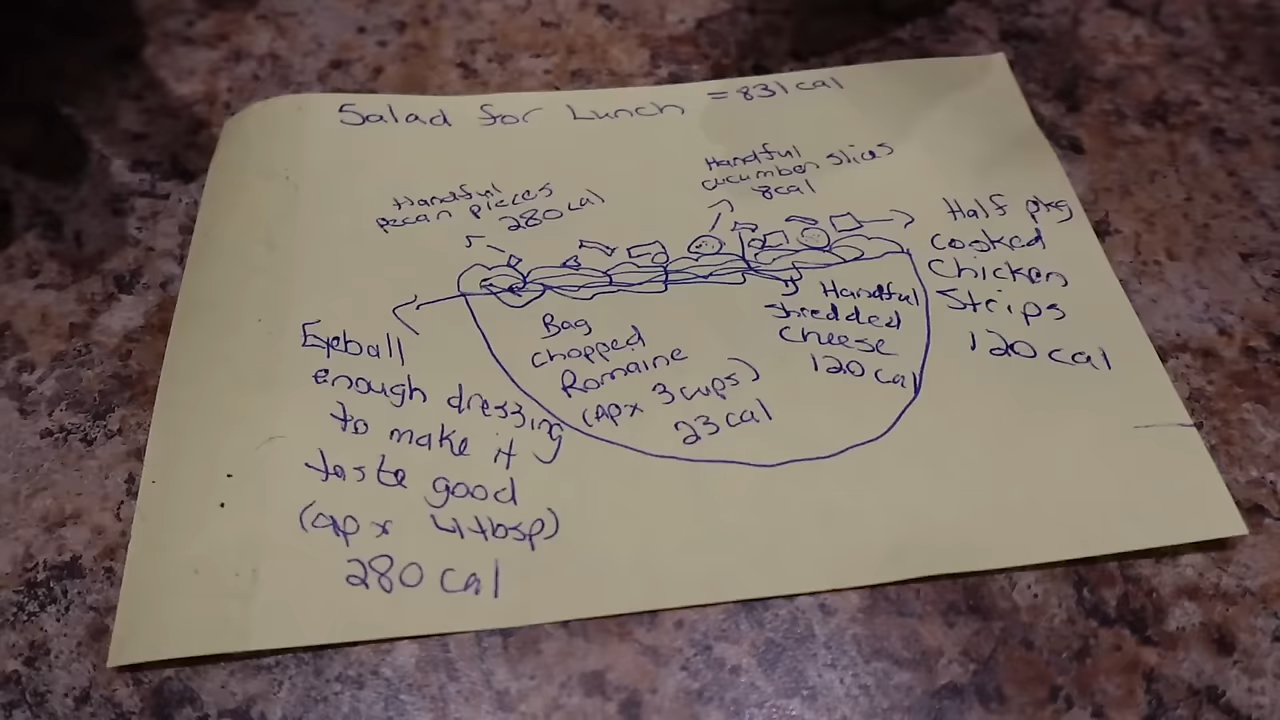 Salad for Lunch = 831 cal
Handful
pecan pieces
280 cal
Handful
cucumber slices
8cal
Half pkg
cooked
chicken
strips
120 cal
Handful
shredded
cheese
120 cal
Bag
chopped
Romaine
(Apx 3 cups)
23 cal
Eyeball
enough dressing
to make it
taste good
(apx 4 tbsp)
280 cal